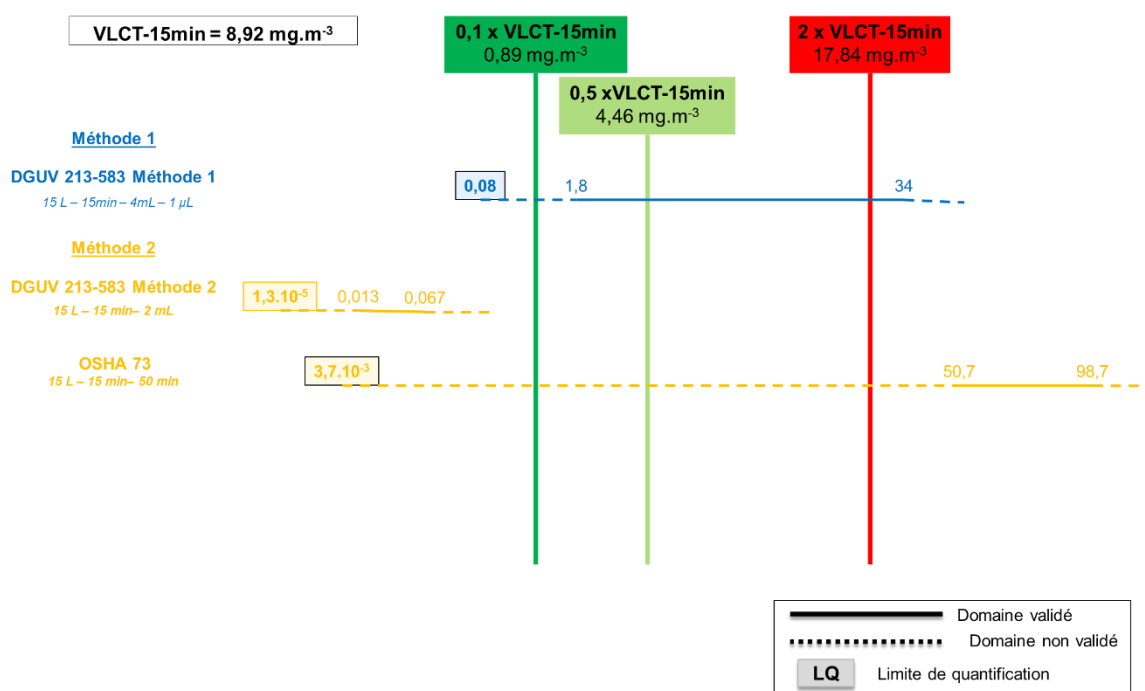 VLCT-15min = 8,92 mg.m-3
0,1 x VLCT-15min
0,89 mg.m-3
2 x VLCT-15min
17,84 mg.m-3
0,5 xVLCT-15min
4,46 mg.m-3
Méthode 1
DGUV 213-583 Méthode 1
15 L – 15min – 4mL – 1 µL
0,08
1,8
34
Méthode 2
DGUV 213-583 Méthode 2
15 L – 15 min– 2 mL
1,3.10-5
0,013
0,067
OSHA 73
15 L – 15 min– 50 min
3,7.10-3
50,7
98,7
Domaine validé
Domaine non validé
LQ Limite de quantification